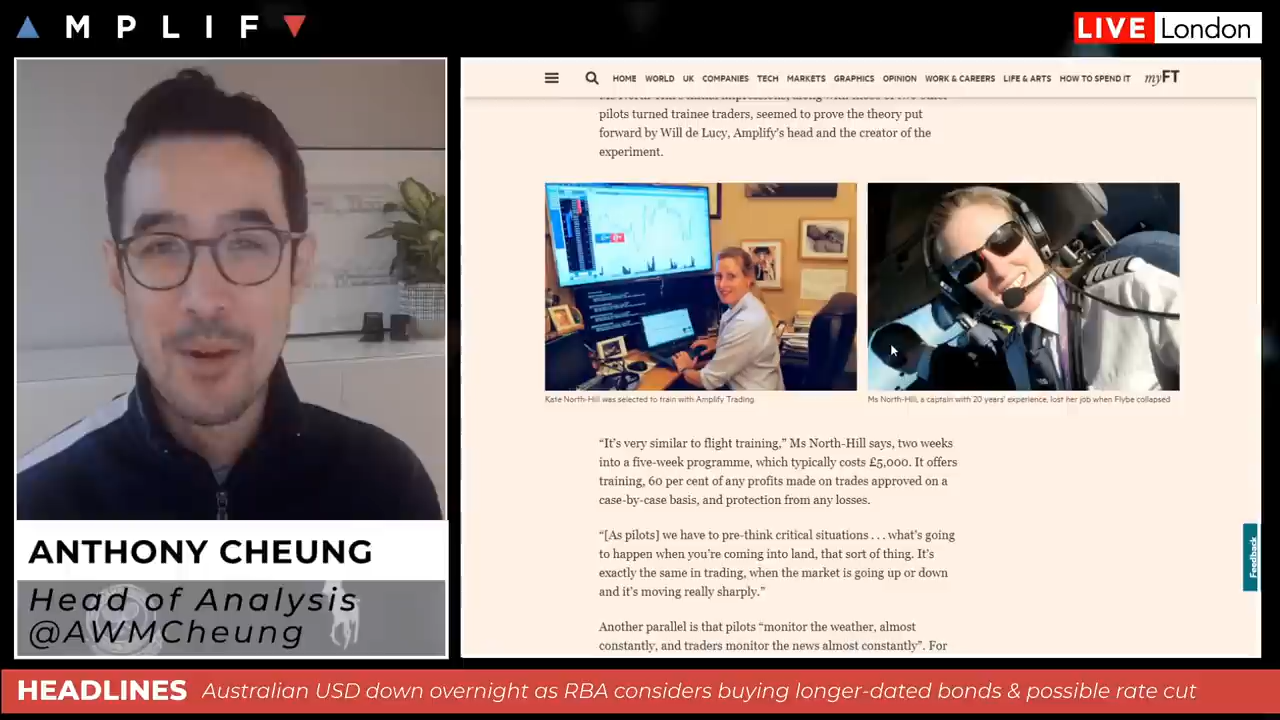 AMPLIFY
LIVE London
HOME WORLD UK COMPANIES TECH MARKETS GRAPHICS OPINION WORK & CAREERS LIFE & ARTS HOW TO SPEND IT myFT
pilots turned trainee traders, seemed to prove the theory put
forward by Will de Lucy, Amplify's head and the creator of the
experiment.
Kate North-Hill was selected to train with Amplify Trading
Ms North-Hill, a captain with 20 years' experience, lost her job when Flybe collapsed
“It's very similar to flight training,” Ms North-Hill says, two weeks
into a five-week programme, which typically costs £5,000. It offers
training, 60 per cent of any profits made on trades approved on a
case-by-case basis, and protection from any losses.
“[As pilots] we have to pre-think critical situations . . . what's going
to happen when you're coming into land, that sort of thing. It's
exactly the same in trading, when the market is going up or down
and it's moving really sharply.”
Another parallel is that pilots “monitor the weather, almost
constantly, and traders monitor the news almost constantly”. For
Feedback
ANTHONY CHEUNG
Head of Analysis
@AWMCheung
HEADLINES Australian USD down overnight as RBA considers buying longer-dated bonds & possible rate cut